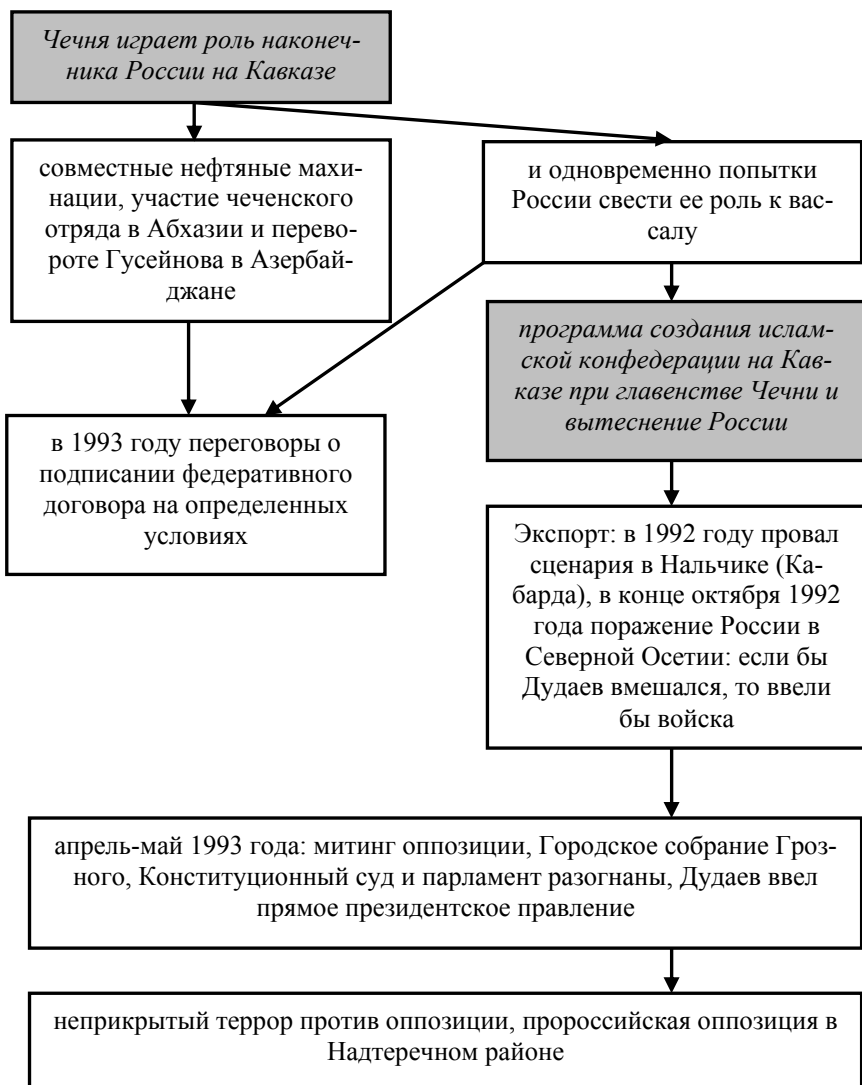 Чечня играет роль наконеч-
ника России на Кавказе
совместные нефтяные махи-
нации, участие чеченского
отряда в Абхазии и перево-
роте Гусейнова в Азербай-
джане
и одновременно попытки
России свести ее роль к вас-
салу
программа создания ислам-
ской конфедерации на Кав-
казе при главенстве Чечни и
вытеснение России
в 1993 году переговоры о
подписании федеративного
договора на определенных
условиях
Экспорт: в 1992 году провал
сценария в Нальчике (Ка-
барда), в конце октября 1992
года поражение России в
Северной Осетии: если бы
Дудаев вмешался, то ввели
бы войска
апрель-май 1993 года: митинг оппозиции, Городское собрание Гроз-
ного, Конституционный суд и парламент разогнаны, Дудаев ввел
прямое президентское правление
неприкрытый террор против оппозиции, пророссийская оппозиция в
Надтеречном районе